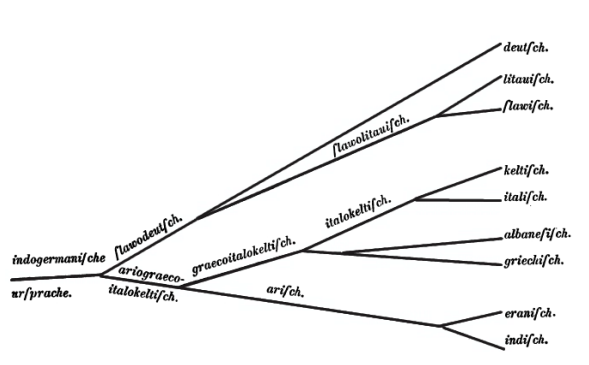 deutſch.
litauiſch.
ſlawiſch.
ſlawolitauiſch.
keltiſch.
italiſch.
italokeltiſch.
ſlawodeutſch.
albaneſiſch.
griechiſch.
graecoitalokeltiſch.
indogermaniſche
urſprache.
ariograeco-
italokeltiſch.
ariſch.
eraniſch.
indiſch.